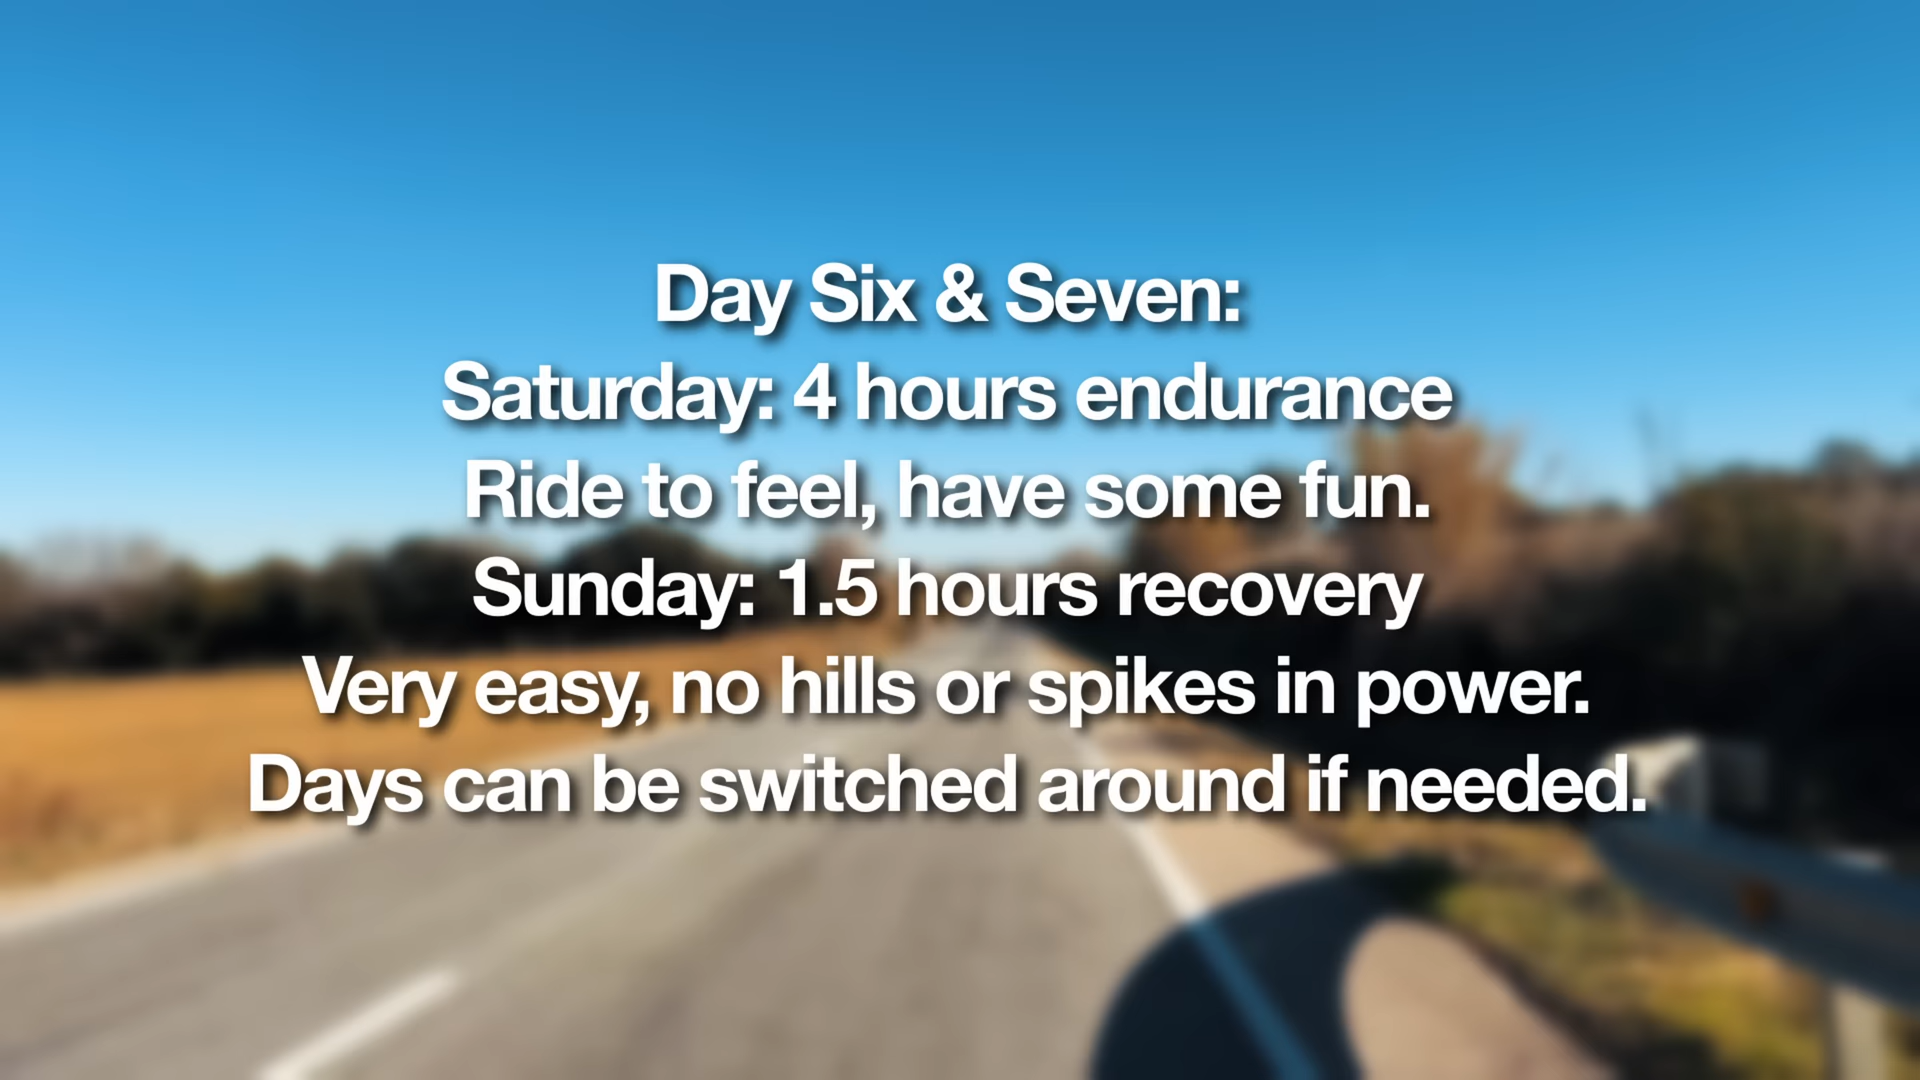 Day Six & Seven:
Saturday: 4 hours endurance
Ride to feel, have some fun.
Sunday: 1.5 hours recovery
Very easy, no hills or spikes in power.
Days can be switched around if needed.